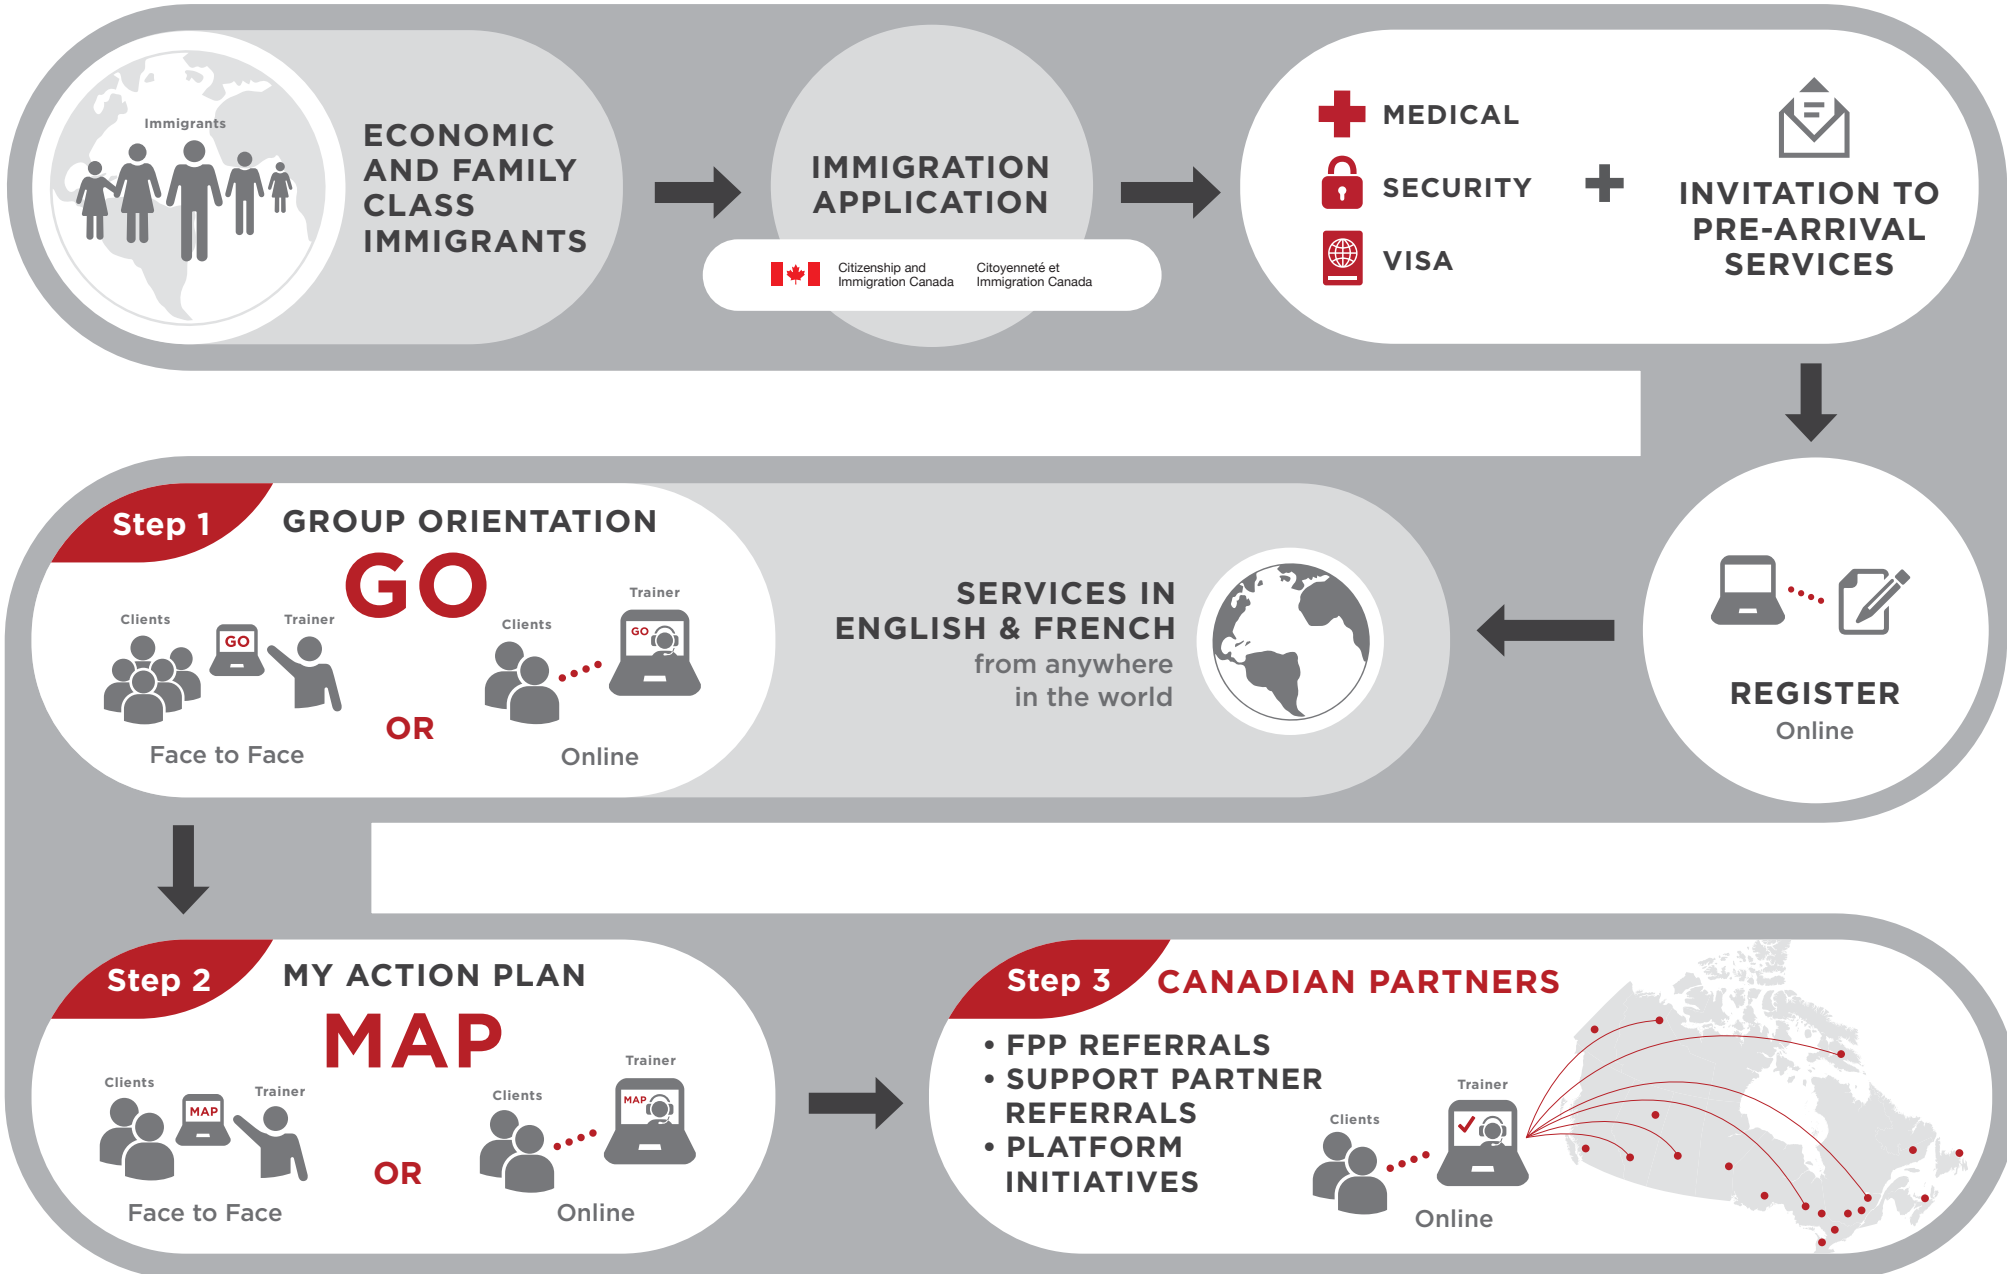 Immigrants
ECONOMIC
AND FAMILY
CLASS
IMMIGRANTS
IMMIGRATION
APPLICATION
Citizenship and
Immigration Canada
Citoyenneté et
Immigration Canada
MEDICAL
SECURITY
VISA
INVITATION TO
PRE-ARRIVAL
SERVICES
REGISTER
Online
SERVICES IN
ENGLISH & FRENCH
from anywhere
in the world
Step 1
GROUP ORIENTATION
GO
Clients
GO
Trainer
Face to Face
OR
Clients
Trainer
GO
Online
Step 2
MY ACTION PLAN
MAP
Clients
MAP
Trainer
Face to Face
OR
Clients
Trainer
MAP
Online
Step 3
CANADIAN PARTNERS
• FPP REFERRALS
• SUPPORT PARTNER
REFERRALS
• PLATFORM
INITIATIVES
Clients
Trainer
Online